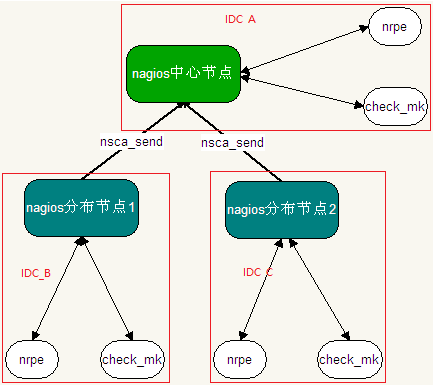 IDC_A
nrpe
nagios中心节点
check_mk
nsca_send
nsca_send
nagios分布节点1
nagios分布节点2
IDC_B
IDC_C
nrpe
check_mk
nrpe
check_mk